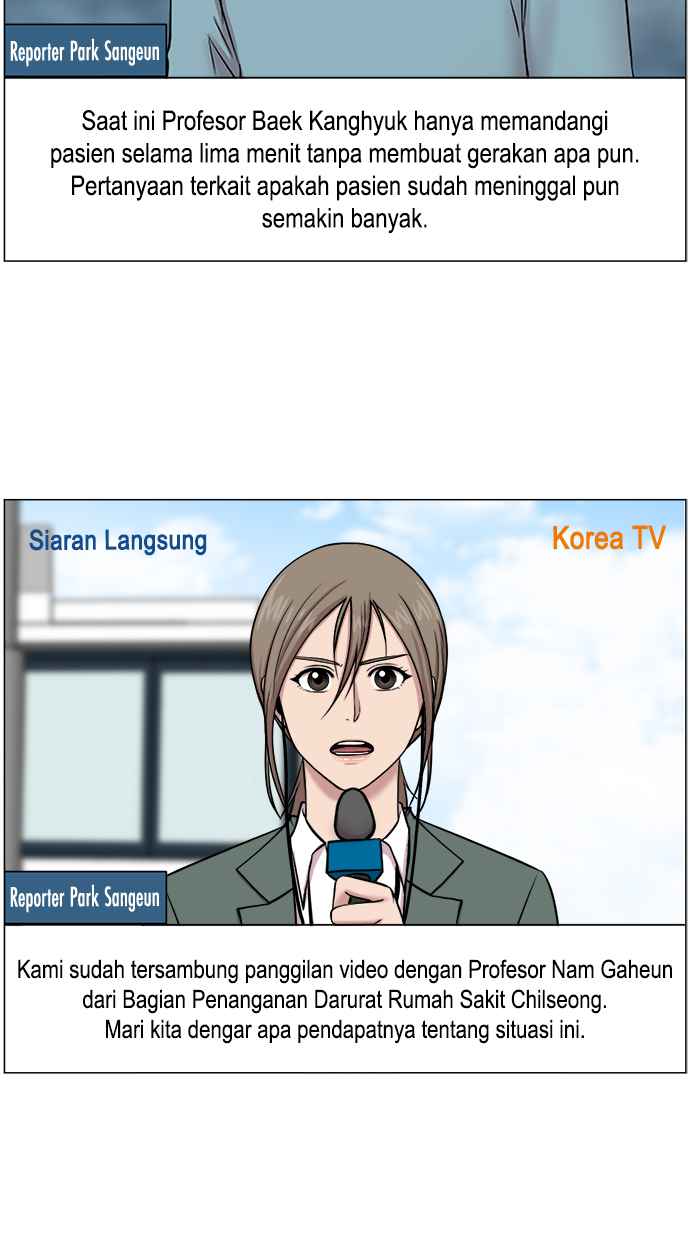 Reporter Park Sangeun
Saat ini Profesor Baek Kanghyuk hanya memandangi
pasien selama lima menit tanpa membuat gerakan apa pun.
Pertanyaan terkait apakah pasien sudah meninggal pun
semakin banyak.
Siaran Langsung
Korea TV
Reporter Park Sangeun
Kami sudah tersambung panggilan video dengan Profesor Nam Gaheun
dari Bagian Penanganan Darurat Rumah Sakit Chilseong.
Mari kita dengar apa pendapatnya tentang situasi ini.